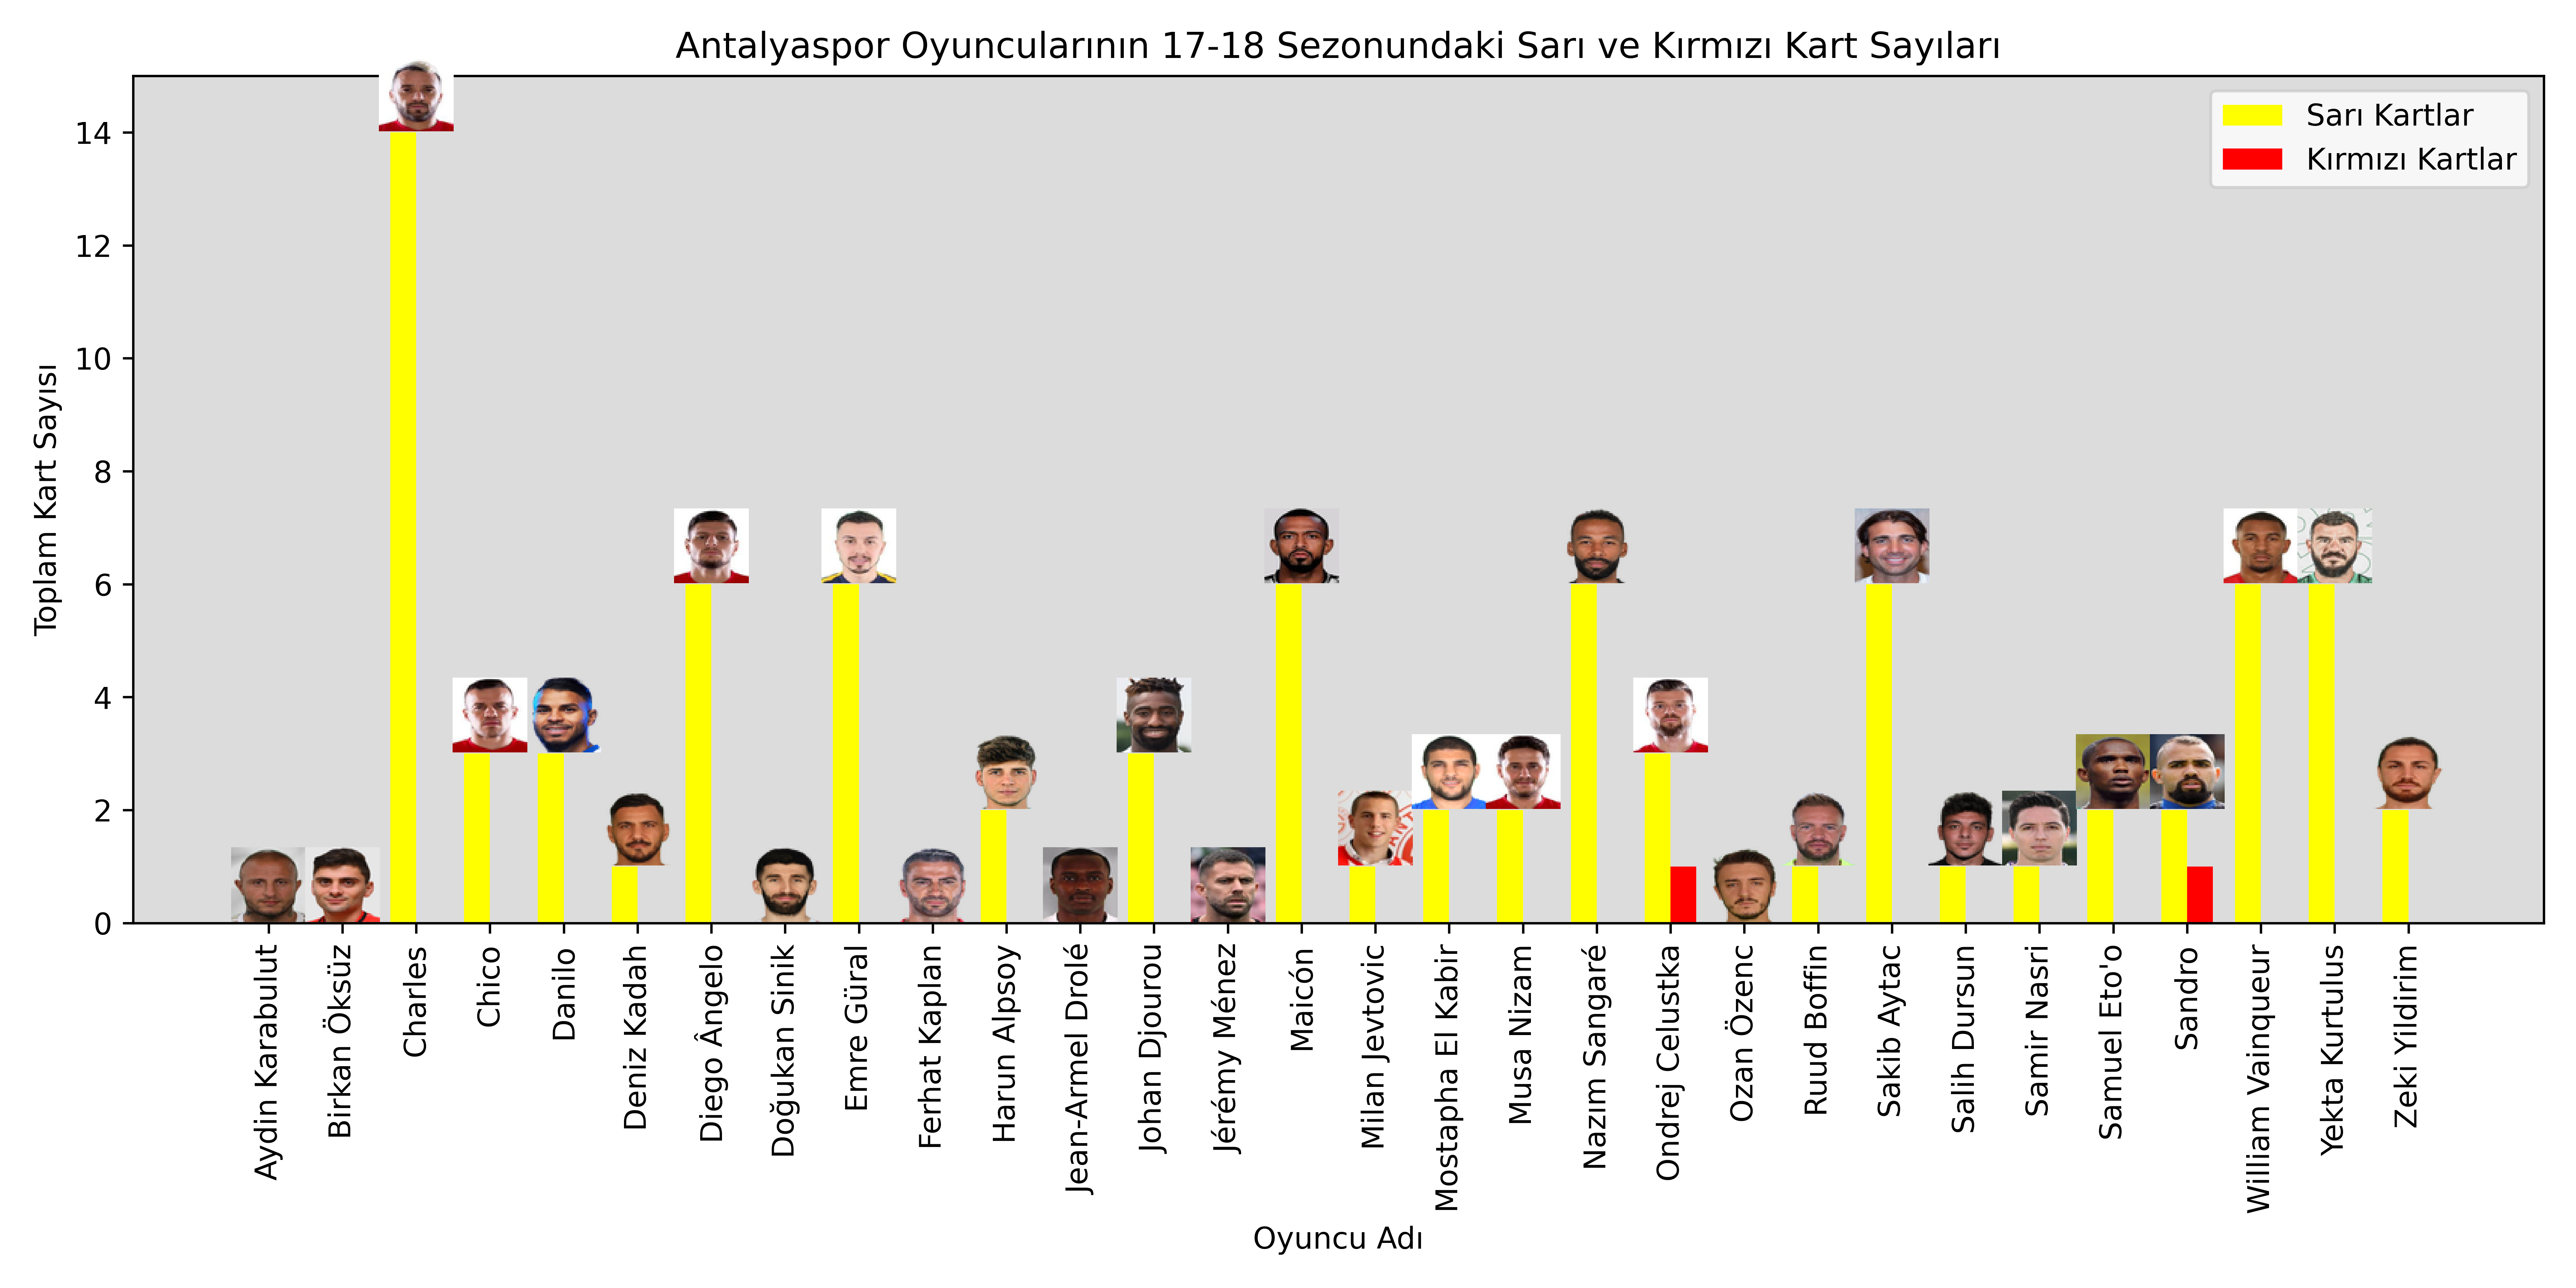 Antalyaspor Oyuncularının 17-18 Sezonundaki Sarı ve Kırmızı Kart Sayıları
Sarı Kartlar
Kırmızı Kartlar
Toplam Kart Sayısı
14
12
10
8
6
4
2
0
Aydin Karabulut
Birkan Öksüz
Charles
Chico
Danilo
Deniz Kadah
Diego Ângelo
Doğukan Sinik
Emre Güral
Ferhat Kaplan
Harun Alpsoy
Jean-Armel Drolé
Johan Djourou
Jérémy Ménez
Maicón
Milan Jevtovic
Mostapha El Kabir
Musa Nizam
Nazım Sangaré
Ondrej Celustka
Ozan Özenc
Ruud Boffin
Sakib Aytac
Salih Dursun
Samir Nasri
Samuel Eto'o
Sandro
William Vainqueur
Yekta Kurtulus
Zeki Yildirim
Oyuncu Adı